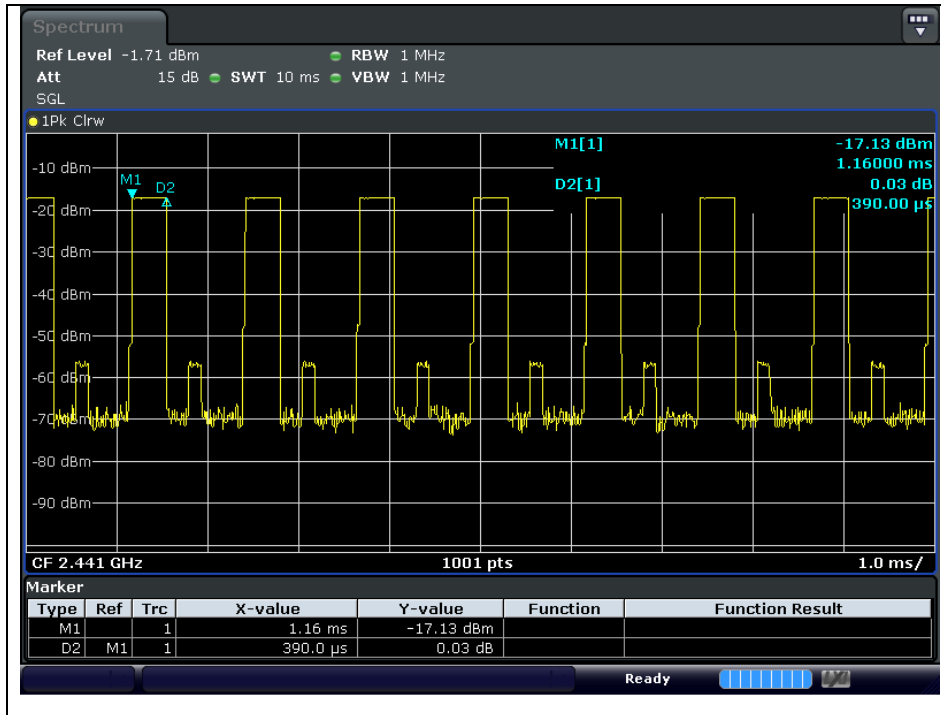 Spectrum
Ref Level -1.71 dBm RBW 1 MHz
Att 15 dB SWT 10 ms VBW 1 MHz
SGL
1Pk Clrw
M1[1] -17.13 dBm
1.16000 ms
D2[1] 0.03 dB
390.00 µs
M1
D2
-10 dBm
-20 dBm
-30 dBm
-40 dBm
-50 dBm
-60 dBm
-70 dBm
-80 dBm
-90 dBm
CF 2.441 GHz 1001 pts 1.0 ms/
Marker
Type Ref Trc X-value Y-value Function Function Result
M1 1 1.16 ms -17.13 dBm
D2 M1 1 390.0 µs 0.03 dB
Ready